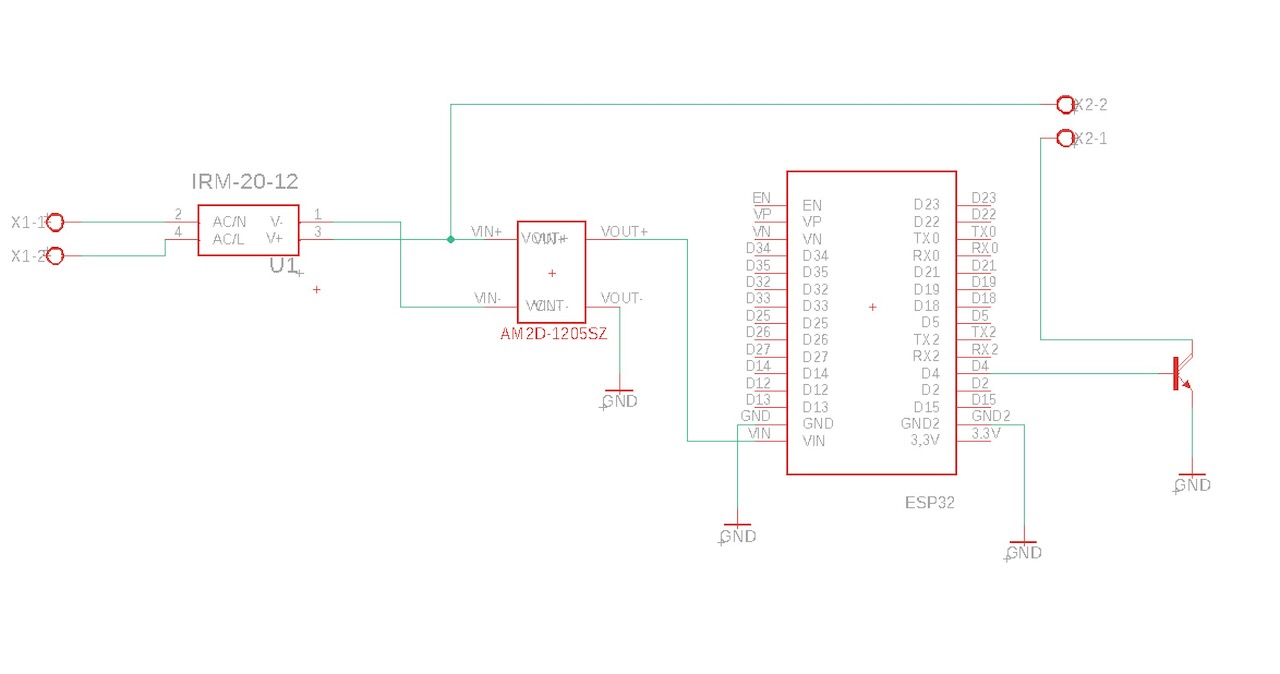 X2-2
X2-1
IRM-20-12
X1-1
X1-2
2
4
AC/N
AC/L
V-
V+
1
3
U1
VIN+
VIN-
VOUT+
VIN+
VOUT-
VIN-
VOUT+
VOUT-
AM2D-1205SZ
GND
EN EN D23 D23
VP VP D22 D22
VN VN TX0 TX0
D34 D34 RX0 RX0
D35 D35 D21 D21
D32 D32 D19 D19
D33 D33 D18 D18
D25 D25 D5 D5
D26 D26 TX2 TX2
D27 D27 RX2 RX2
D14 D14 D4 D4
D12 D12 D2 D2
D13 D13 D15 D15
GND GND GND2 GND2
VIN VIN 3,3V 3.3V
ESP32
GND
GND
GND